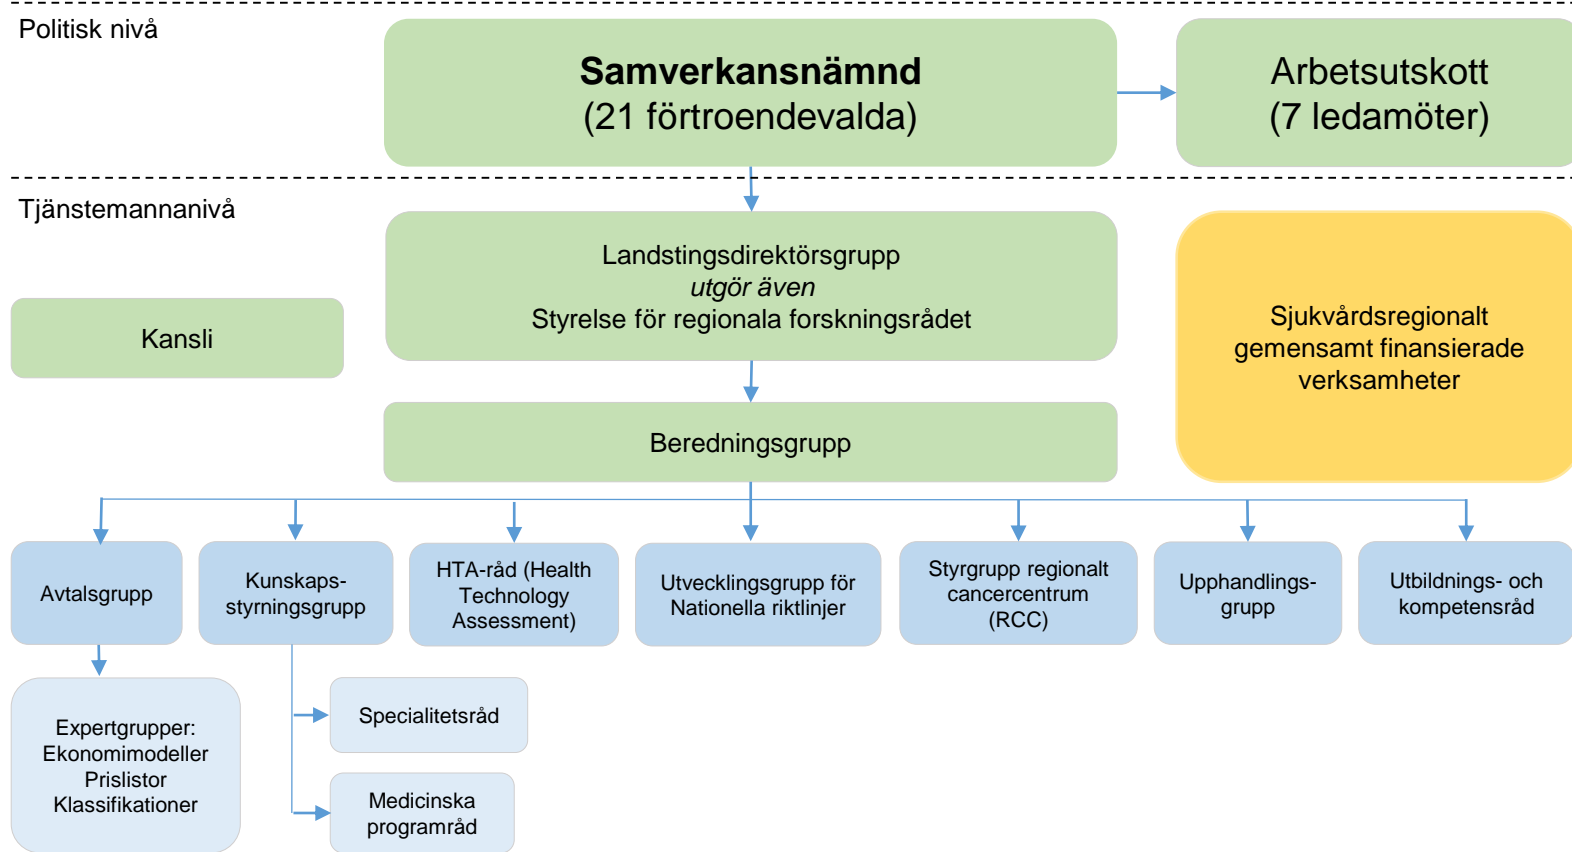 Politisk nivå
Samverkansnämnd
(21 förtroendevalda)
Arbetsutskott
(7 ledamöter)
Tjänstemannanivå
Landstingsdirektörsgrupp
utgör även
Styrelse för regionala forskningsrådet
Kansli
Sjukvårdsregionalt
gemensamt finansierade
verksamheter
Beredningsgrupp
Avtalsgrupp
Kunskaps-
styrningsgrupp
HTA-råd (Health
Technology
Assessment)
Utvecklingsgrupp för
Nationella riktlinjer
Styrgrupp regionalt
cancercentrum
(RCC)
Upphandlings-
grupp
Utbildnings- och
kompetensråd
Expertgrupper:
Ekonomimodeller
Prislistor
Klassifikationer
Specialitetsråd
Medicinska
programråd